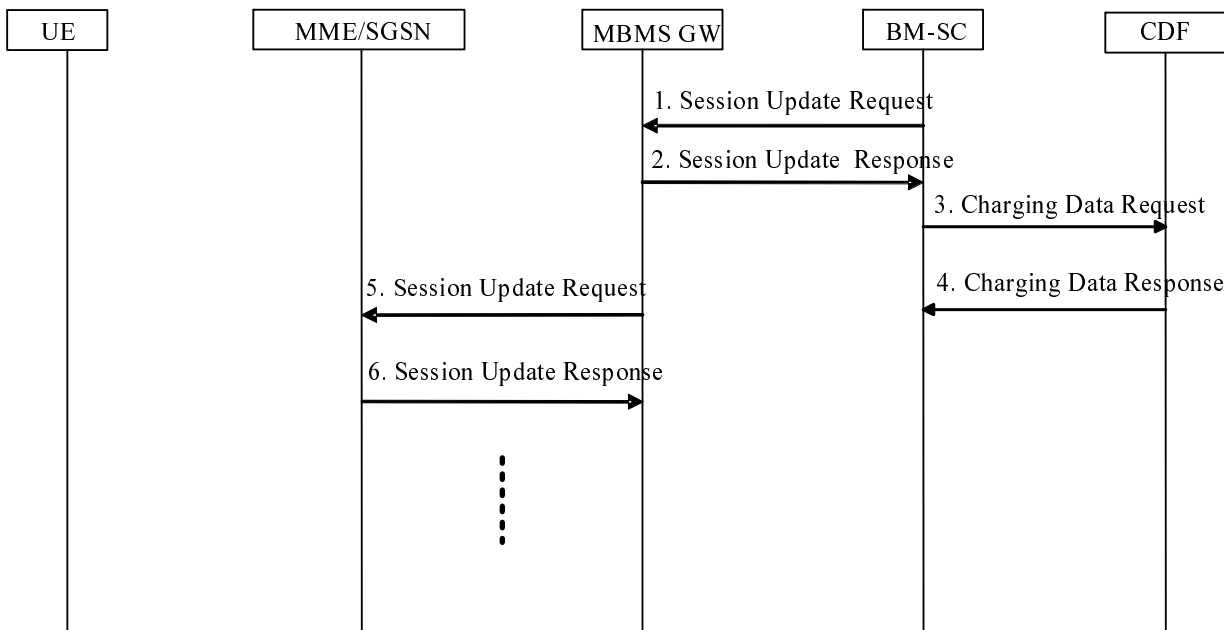 UE
MME/SGSN
MBMS GW
BM-SC
CDF
1. Session Update Request
2. Session Update Response
3. Charging Data Request
4. Charging Data Response
5. Session Update Request
6. Session Update Response